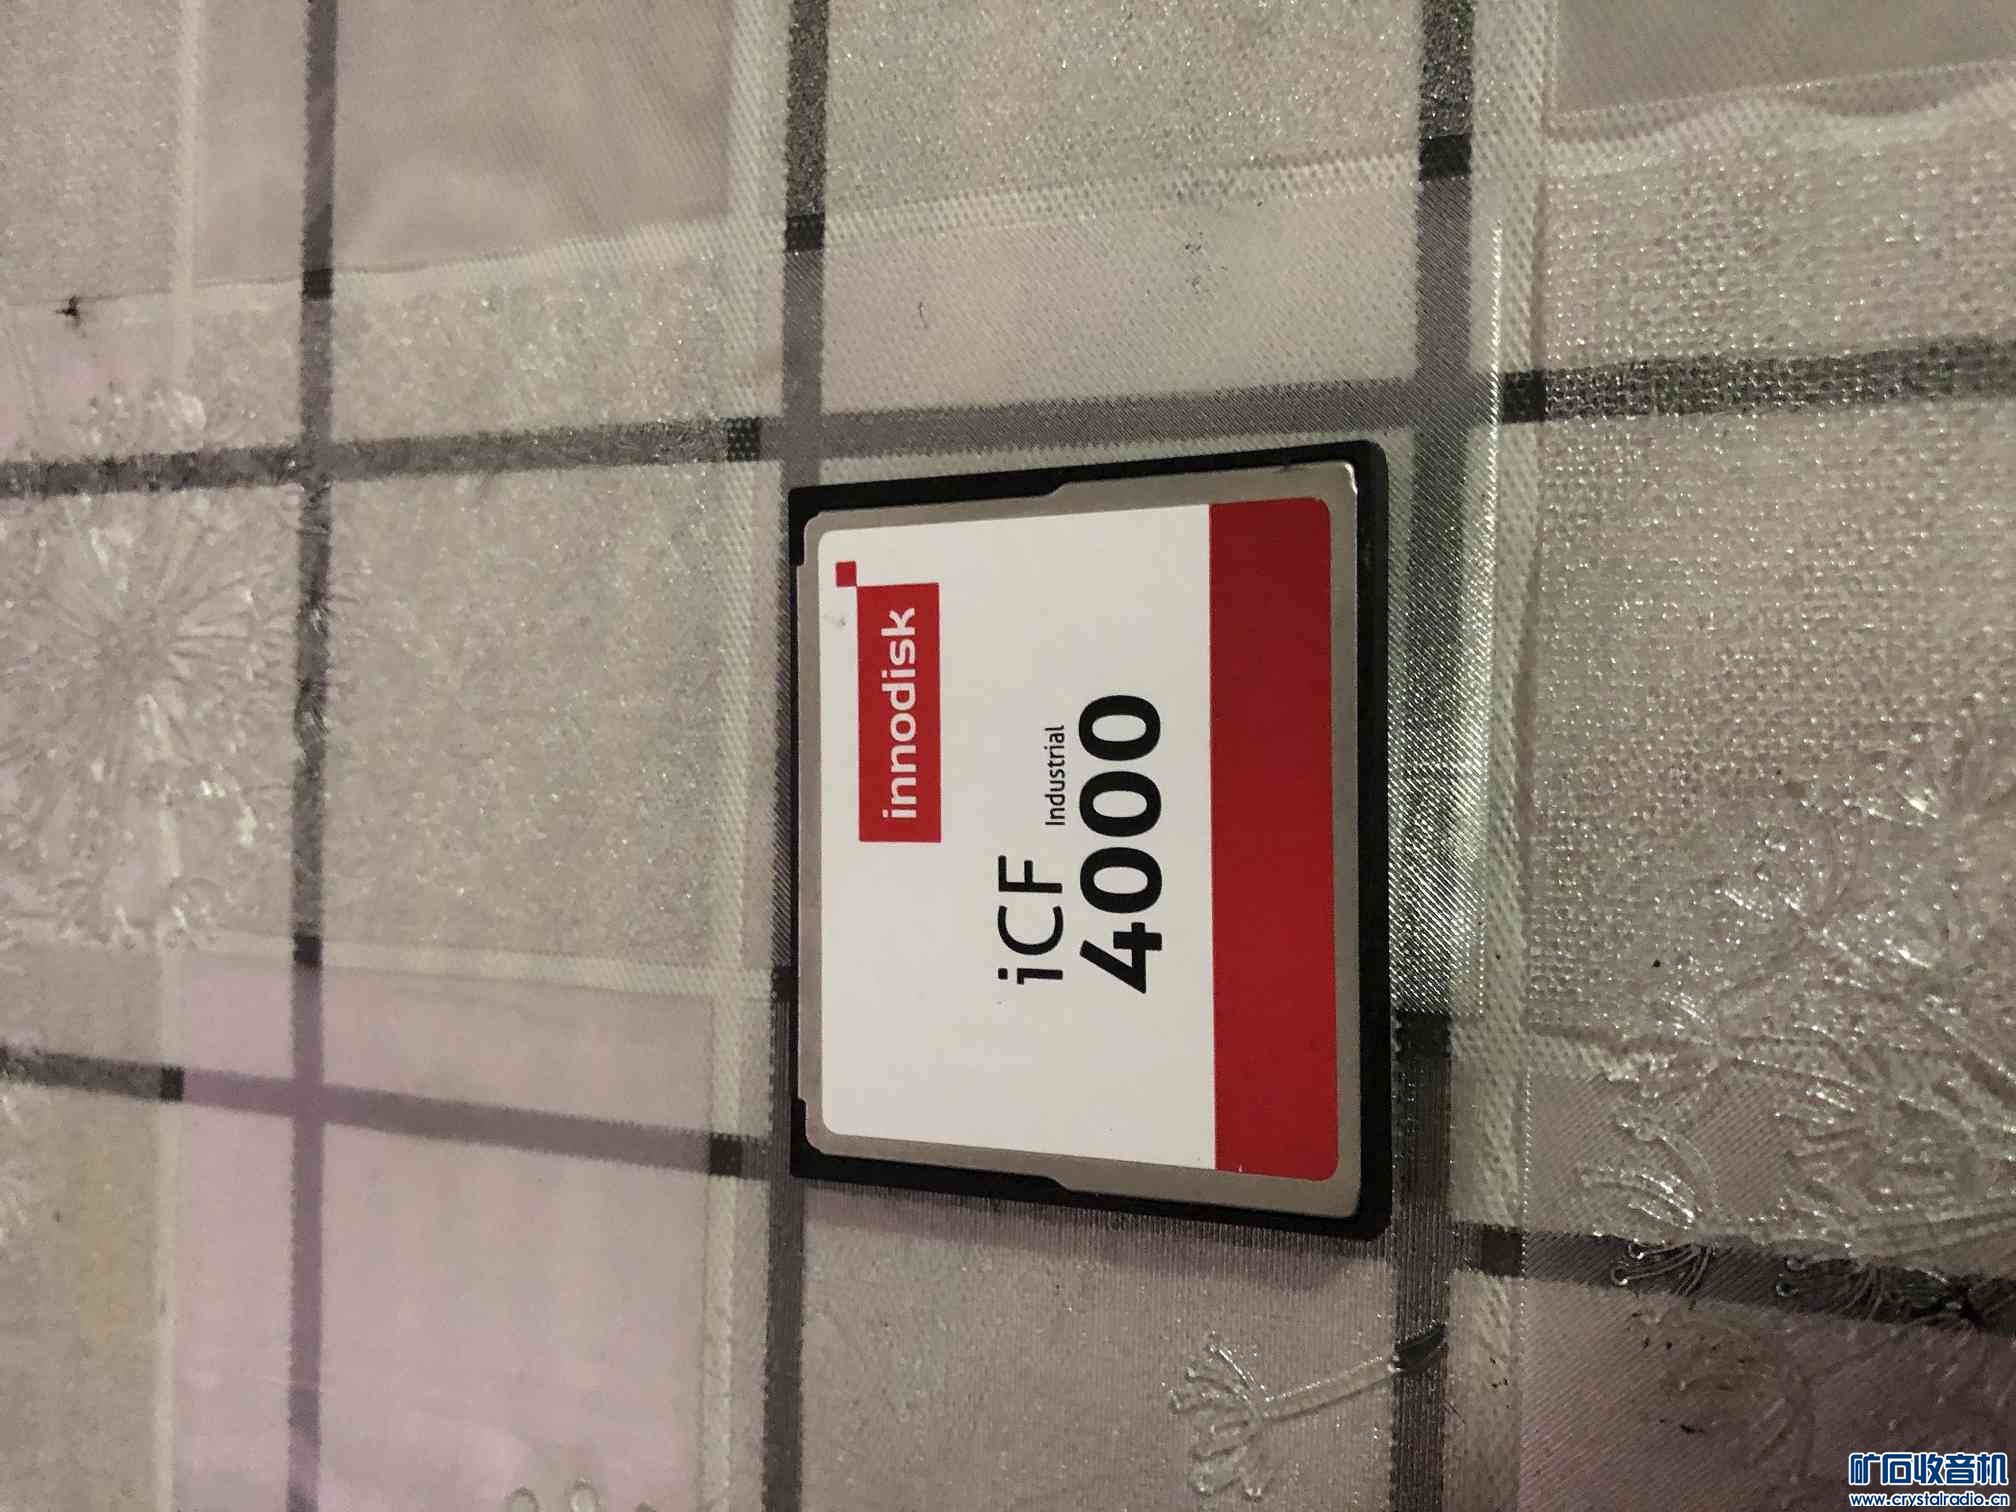 innodisk
iCF
Industrial
4000
矿石收音机
www.crystalradio.cn